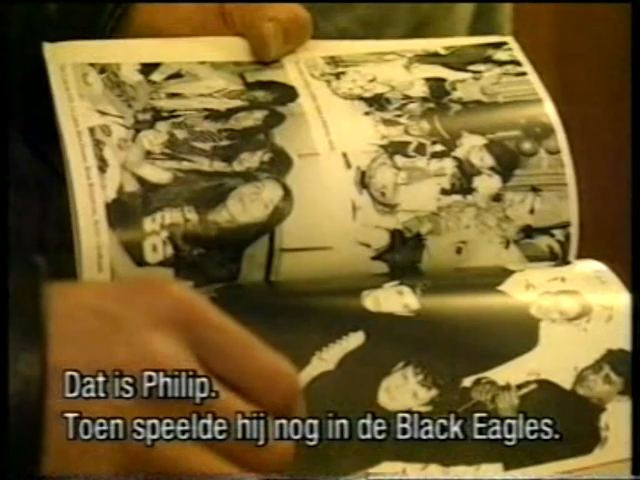 Dat is Philip.
Toen speelde hij nog in de Black Eagles.